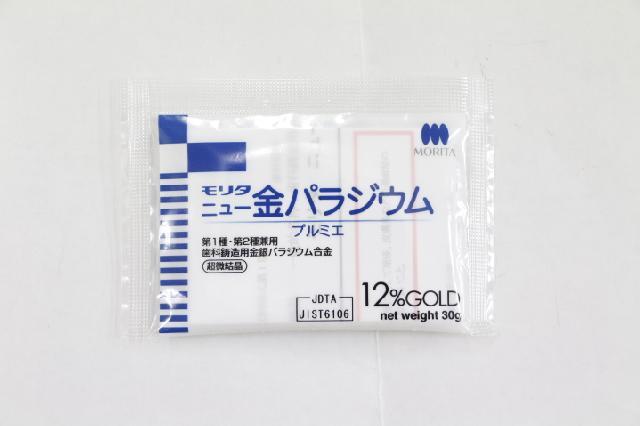 MORITA
モリタ
ニュー金パラジウム
プルミエ
第1種・第2種兼用
歯科鋳造用金銀パラジウム合金
超微結晶
JDTA
JIST6106
12%GOLD
net weight 30g